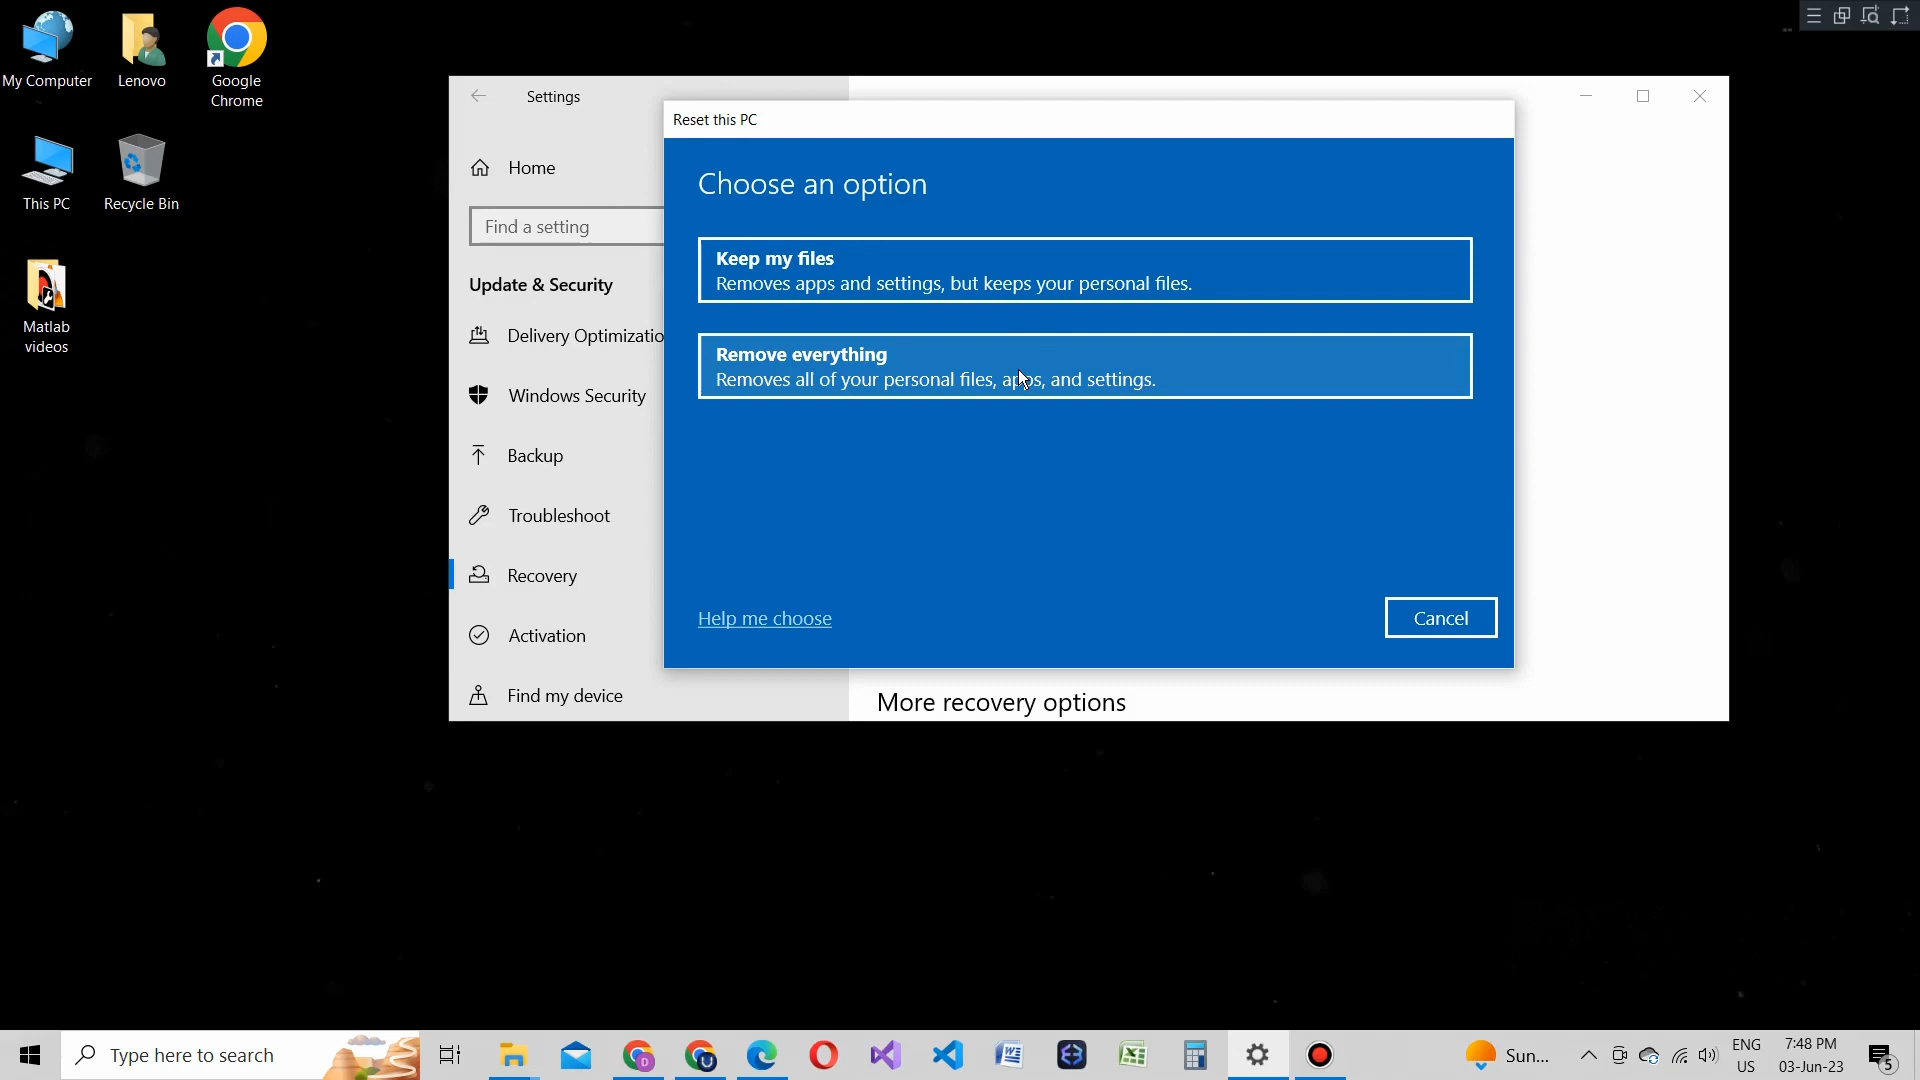 My Computer
Lenovo
Google
Chrome
This PC
Recycle Bin
Matlab
videos
Settings
Home
Find a setting
Update & Security
Delivery Optimizatio
Windows Security
Backup
Troubleshoot
Recovery
Activation
Find my device
Reset this PC
Choose an option
Keep my files
Removes apps and settings, but keeps your personal files.
Remove everything
Removes all of your personal files, apps, and settings.
Help me choose
Cancel
More recovery options
Type here to search
Sun...
ENG
US
7:48 PM
03-Jun-23
5